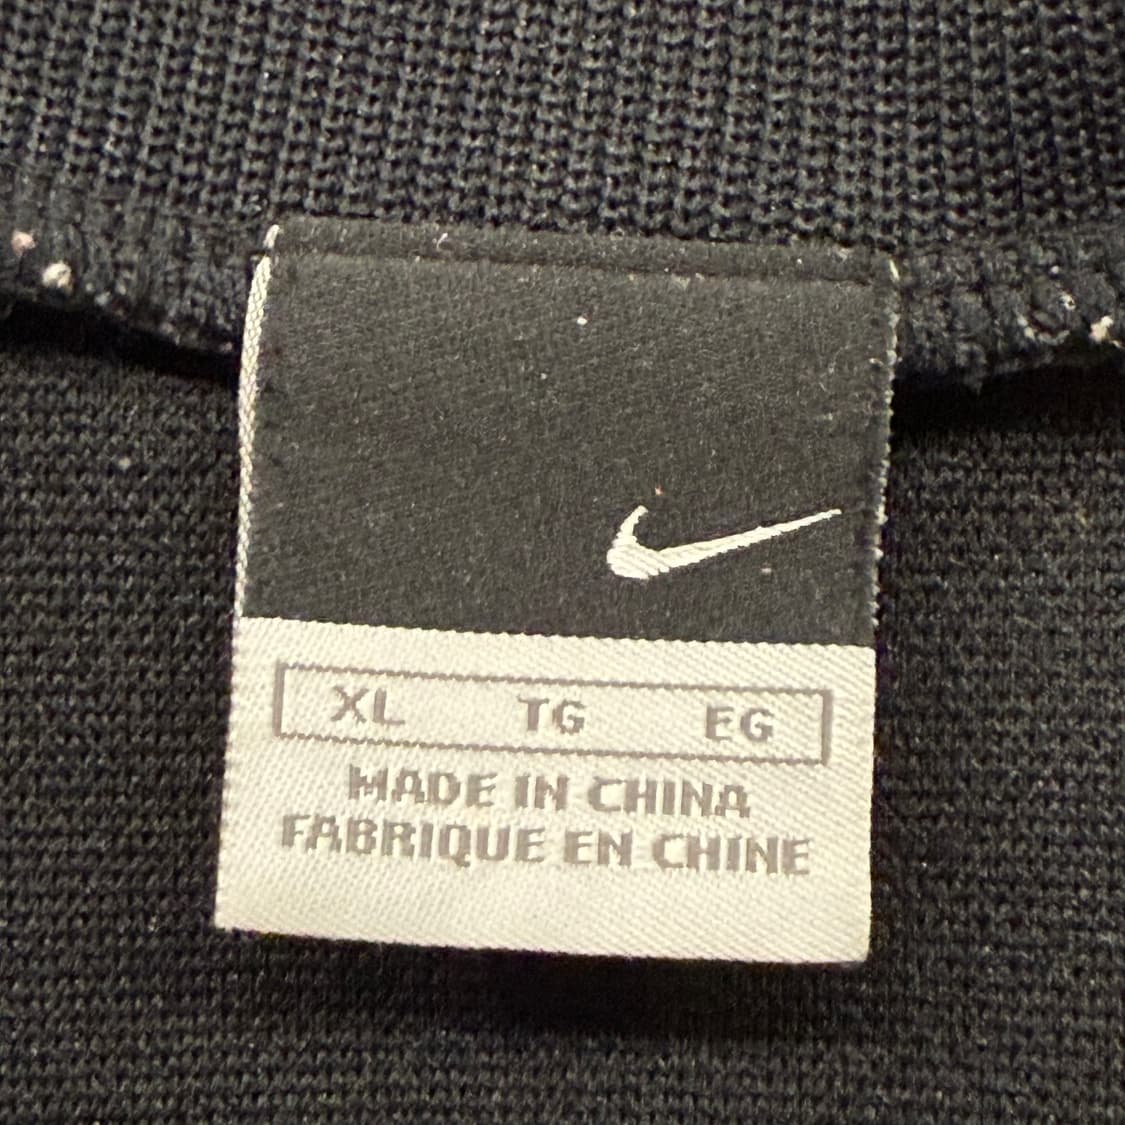 XL TG EG
MADE IN CHINA
FABRIQUE EN CHINE